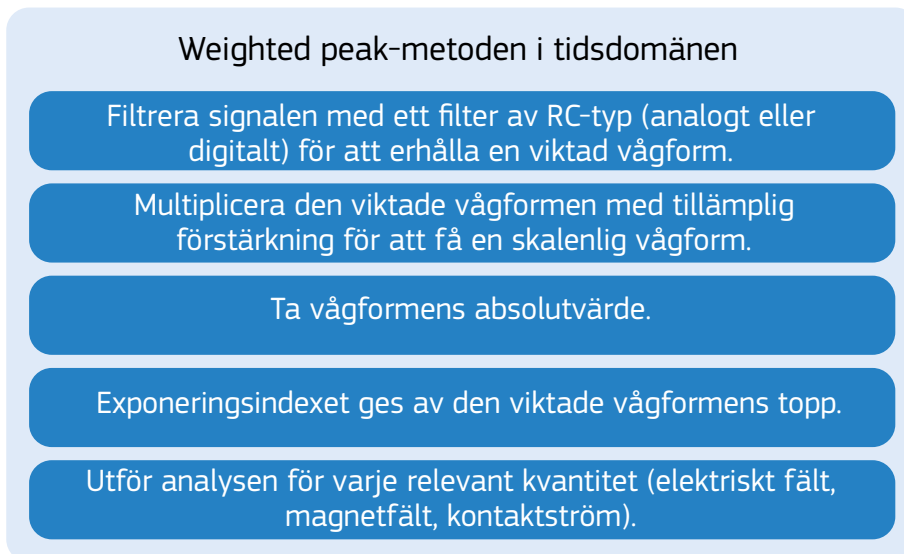 Weighted peak-metoden i tidsdomänen
Filtrera signalen med ett filter av RC-typ (analogt eller
digitalt) för att erhålla en viktad vågform.
Multiplicera den viktade vågformen med tillämplig
förstärkning för att få en skalenlig vågform.
Ta vågformens absolutvärde.
Exponeringsindexet ges av den viktade vågformens topp.
Utför analysen för varje relevant kvantitet (elektriskt fält,
magnetfält, kontaktström).